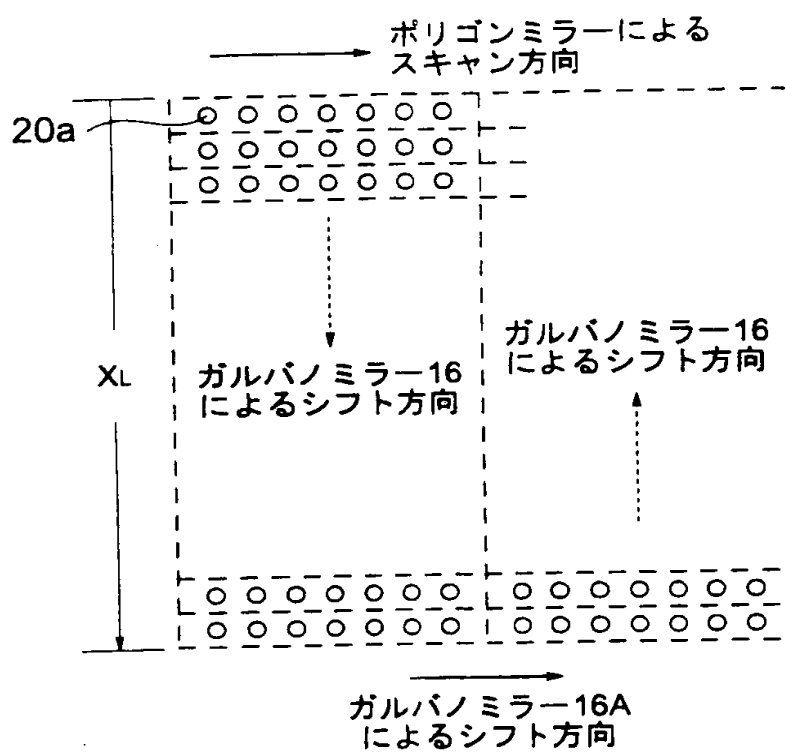 ポリゴンミラーによる
スキャン方向
20a
XL
ガルバノミラー16
によるシフト方向
ガルバノミラー16
によるシフト方向
ガルバノミラー16A
によるシフト方向